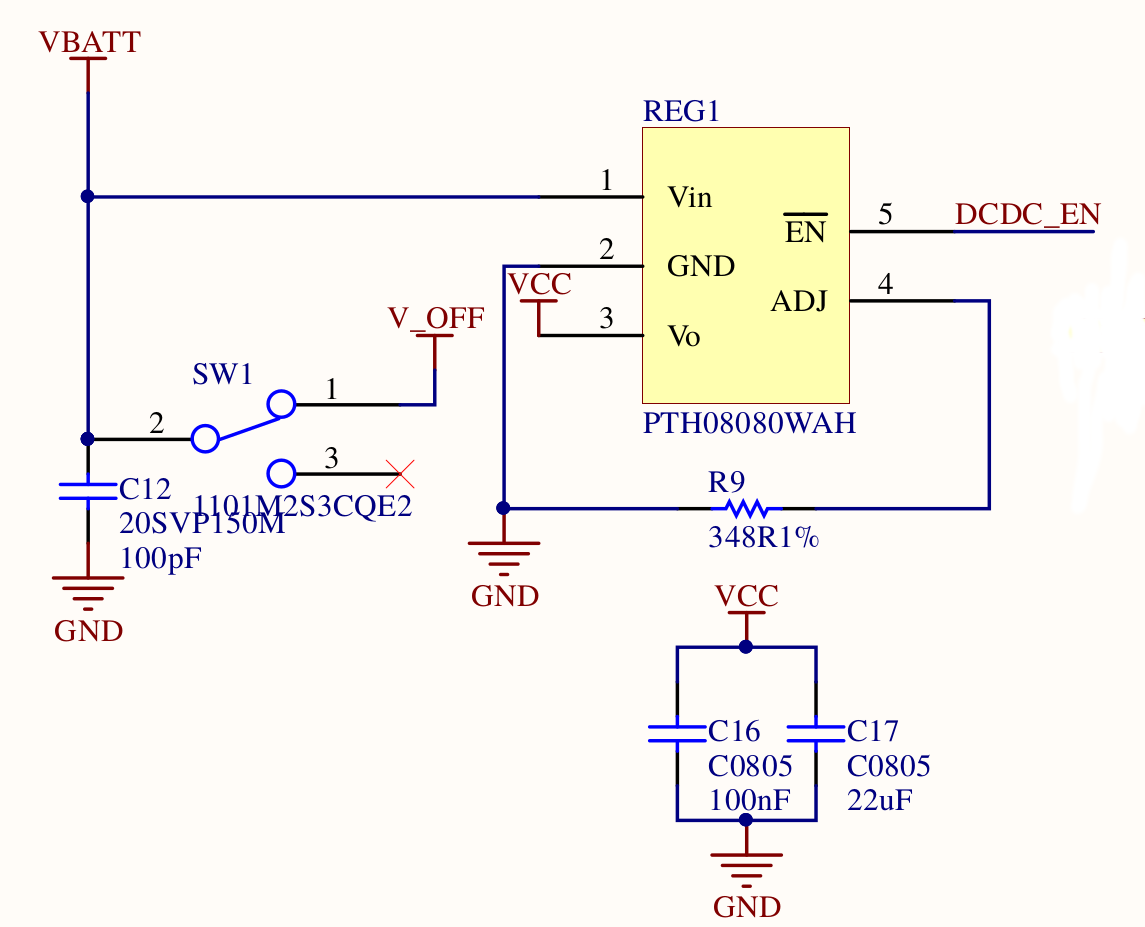 VBATT
REG1
1
Vin
5
DCDC_EN
EN
2
GND
VCC
4
ADJ
3
Vo
V_OFF
SW1
1
2
PTH08080WAH
3
R9
C12
1101M2S3CQE2
20SVP150M
348R1%
100pF
GND
VCC
GND
C16
C17
C0805
C0805
100nF
22uF
GND